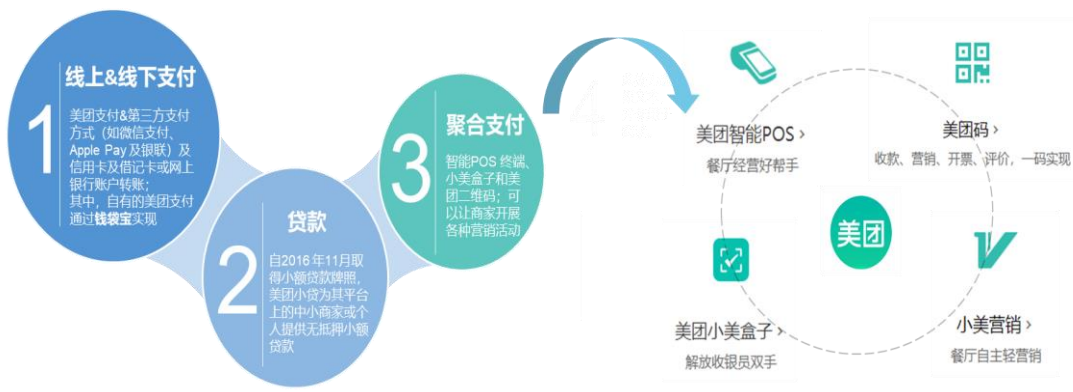 1
线上&线下支付
美团支付&第三方支付
方式（如微信支付、
Apple Pay 及银联）及
信用卡及借记卡或网上
银行账户转账；
其中，自有的美团支付
通过钱袋宝实现
2
贷款
自2016 年11月取
得小额贷款牌照，
美团小贷为其平台
上的中小商家或个
人提供无抵押小额
贷款
3
聚合支付
智能POS 终端、
小美盒子和美
团二维码；可
以让商家开展
各种营销活动
4
美团智能POS ›
餐厅经营好帮手
美团码 ›
收款、营销、开票、评价，一码实现
美团
美团小美盒子 ›
解放收银员双手
小美营销 ›
餐厅自主轻营销